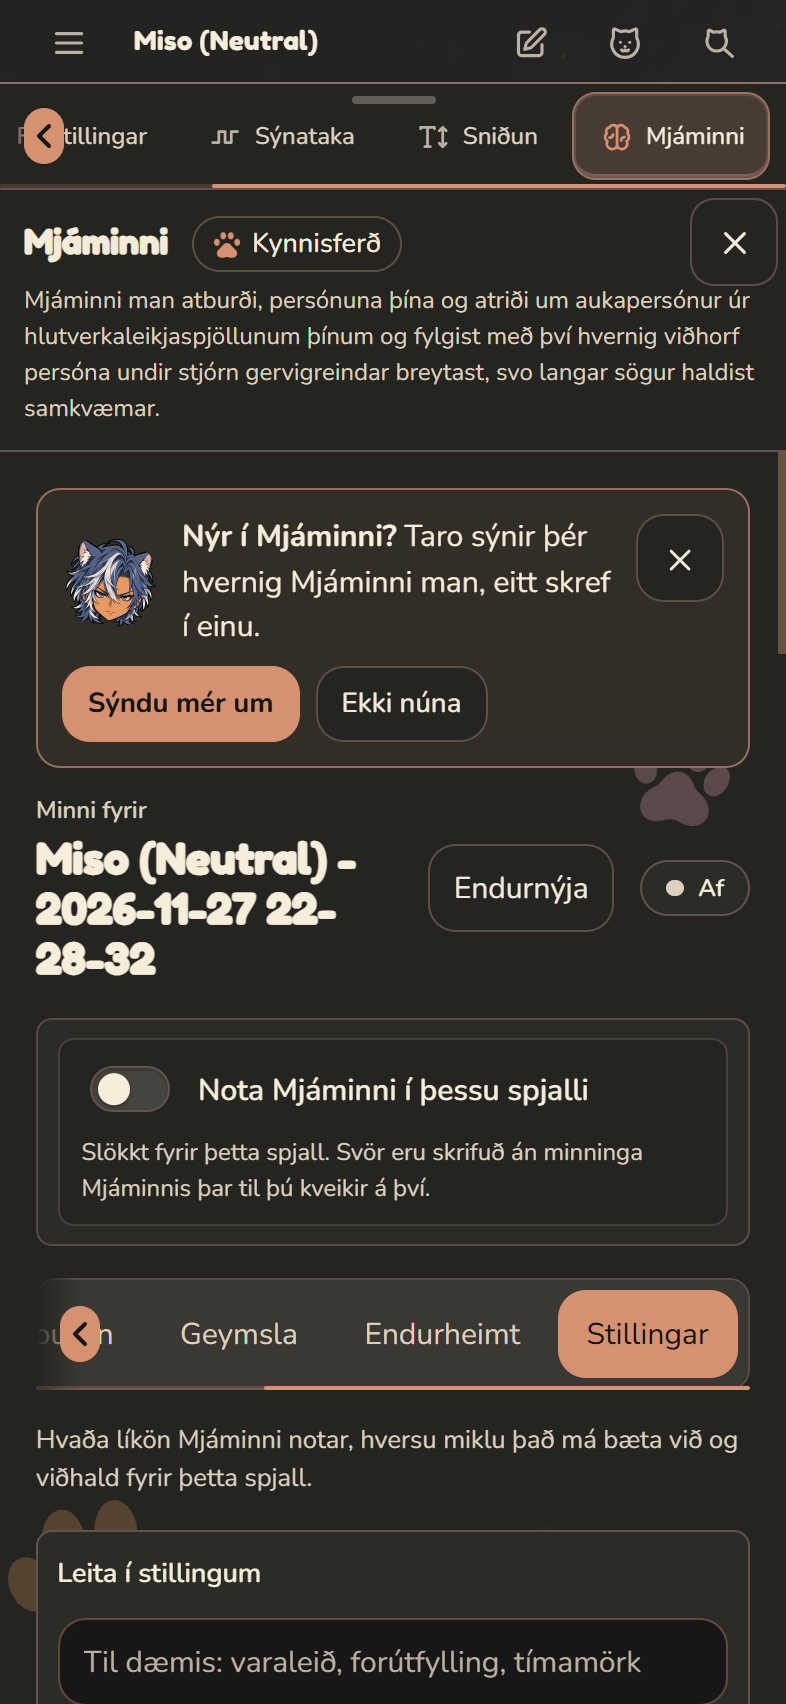 Miso (Neutral)
Sýnataka
Sniðun
Mjáminni
Mjáminni
Kynnisferð
Mjáminni man atburði, persónuna þína og atriði um aukapersónur úr
hlutverkaleikjaspjöllunum þínum og fylgist með því hvernig viðhorf
persóna undir stjórn gervigreindar breytast, svo langar sögur haldist
samkvæmar.
Nýr í Mjáminni? Taro sýnir þér
hvernig Mjáminni man, eitt skref
í einu.
Sýndu mér um
Ekki núna
Minni fyrir
Miso (Neutral) -
2026-11-27 22-
28-32
Endurnýja
Af
Nota Mjáminni í þessu spjalli
Slökkt fyrir þetta spjall. Svör eru skrifuð án minninga
Mjáminnis þar til þú kveikir á því.
Geymsla
Endurheimt
Stillingar
Hvaða líkön Mjáminni notar, hversu miklu það má bæta við og
viðhald fyrir þetta spjall.
Leita í stillingum
Til dæmis: varaleið, forútfylling, tímamörk